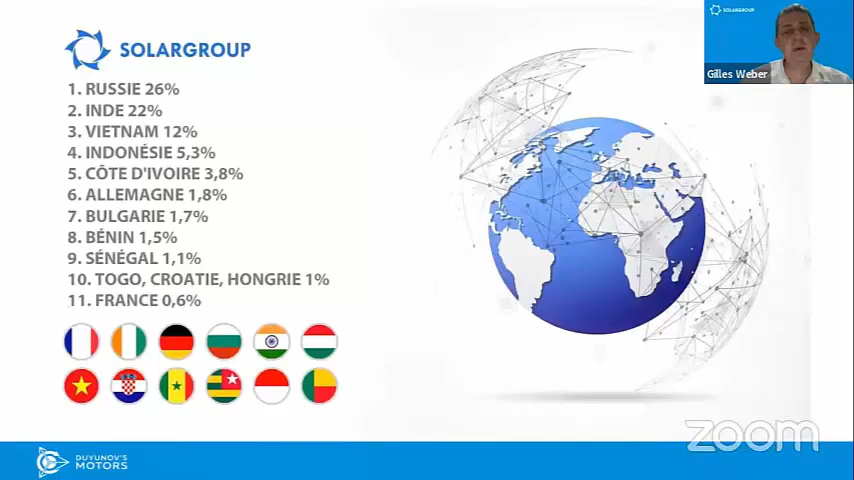 SOLARGROUP
1. RUSSIE 26%
2. INDE 22%
3. VIETNAM 12%
4. INDONÉSIE 5,3%
5. CÔTE D'IVOIRE 3,8%
6. ALLEMAGNE 1,8%
7. BULGARIE 1,7%
8. BÉNIN 1,5%
9. SÉNÉGAL 1,1%
10. TOGO, CROATIE, HONGRIE 1%
11. FRANCE 0,6%
SOLARGROUP
Gilles Weber
zoom
DUYUNOV'S
MOTORS